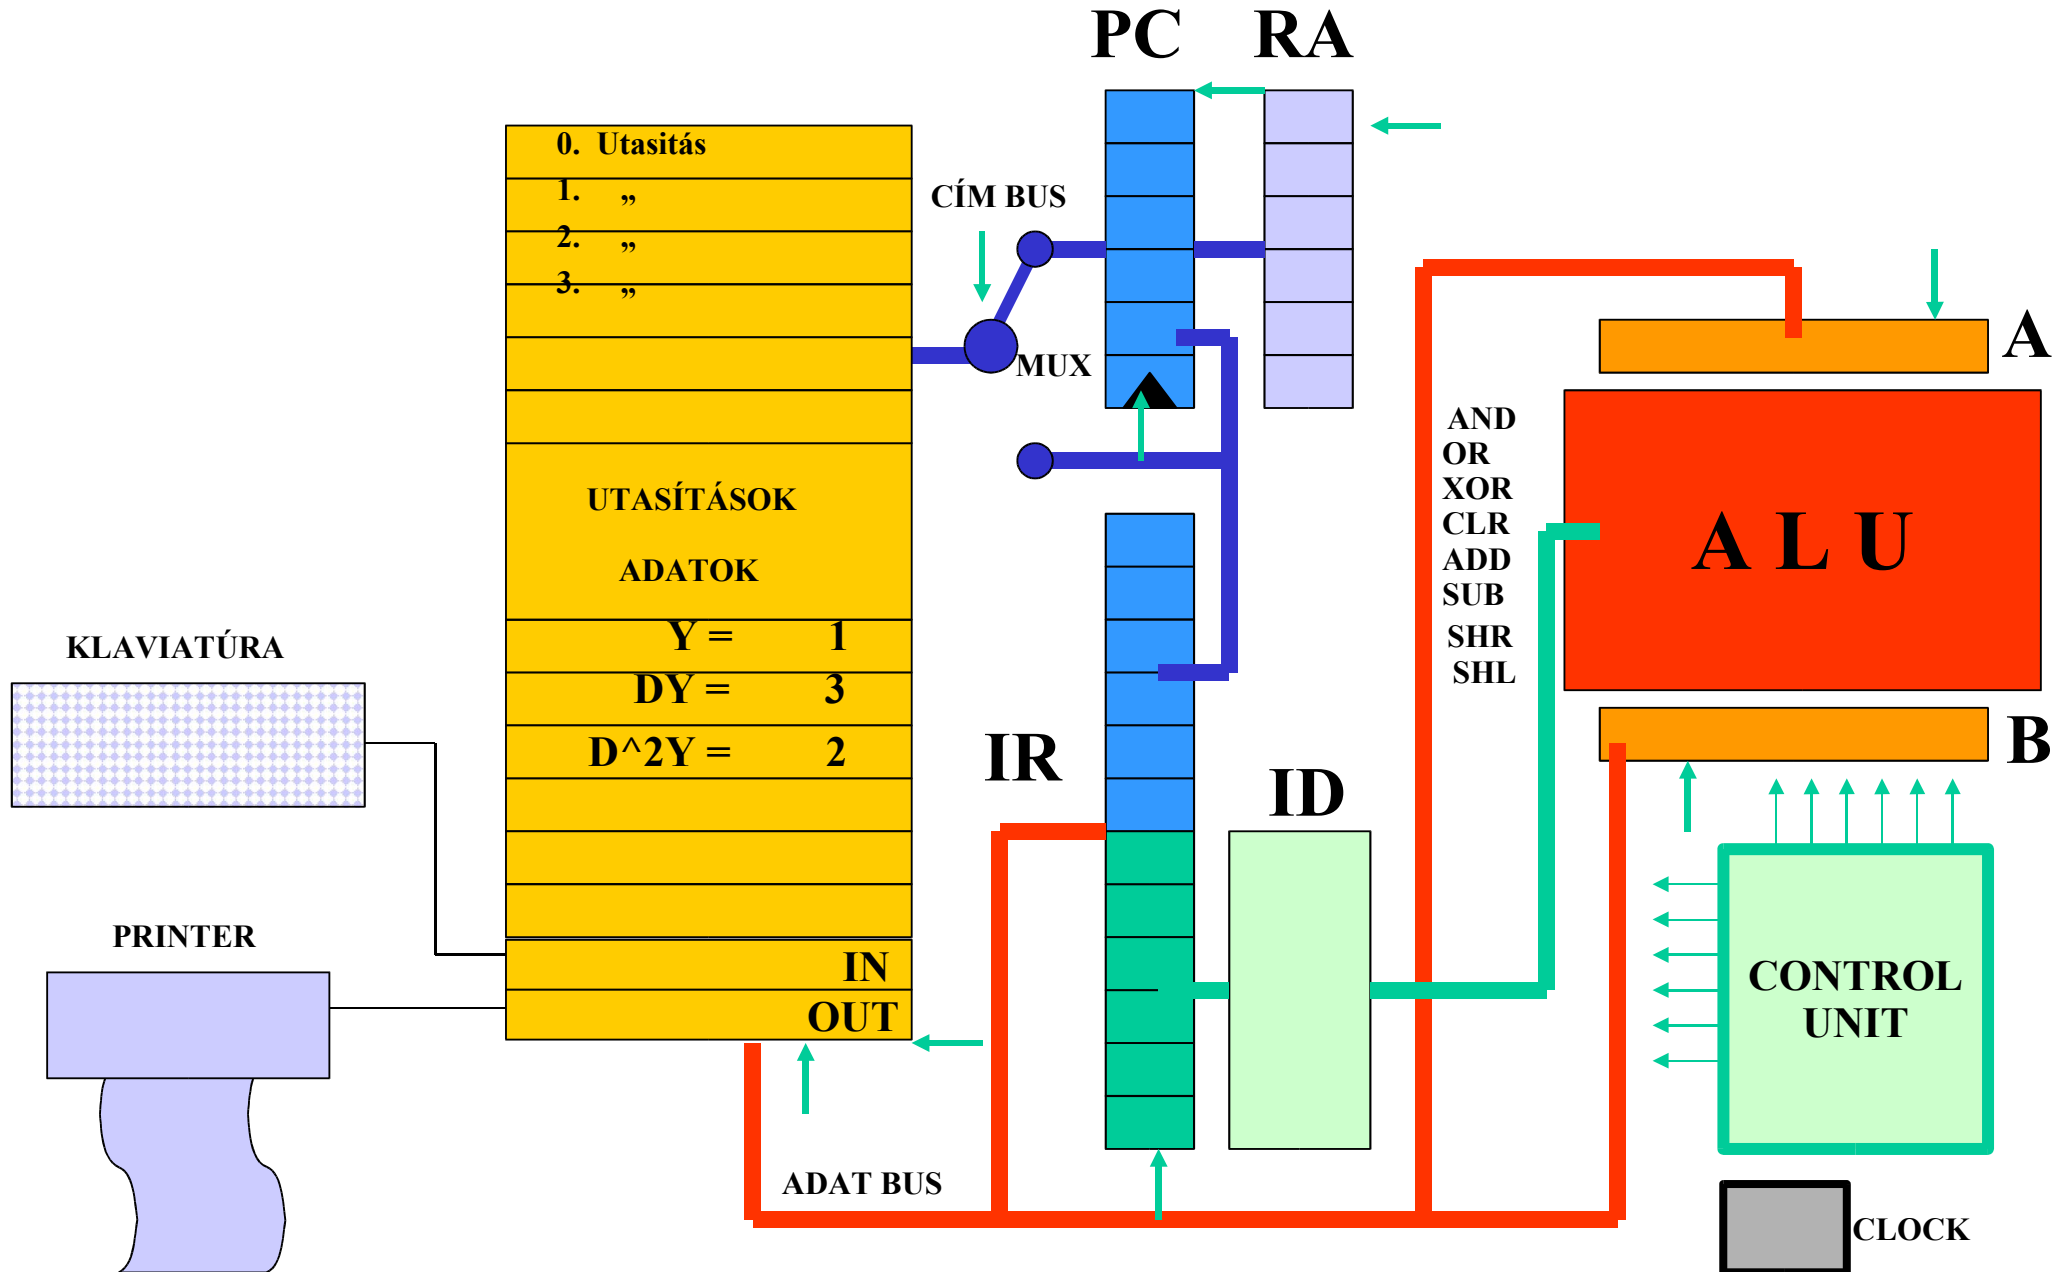 PC RA
0. Utasitás
1. „
2. „
3. „
CÍM BUS
MUX
UTASÍTÁSOK
ADATOK
Y = 1
DY = 3
D^2Y = 2
IN
OUT
KLAVIATÚRA
PRINTER
ADAT BUS
IR
ID
AND
OR
XOR
CLR
ADD
SUB
SHR
SHL
A
A L U
B
CONTROL
UNIT
CLOCK